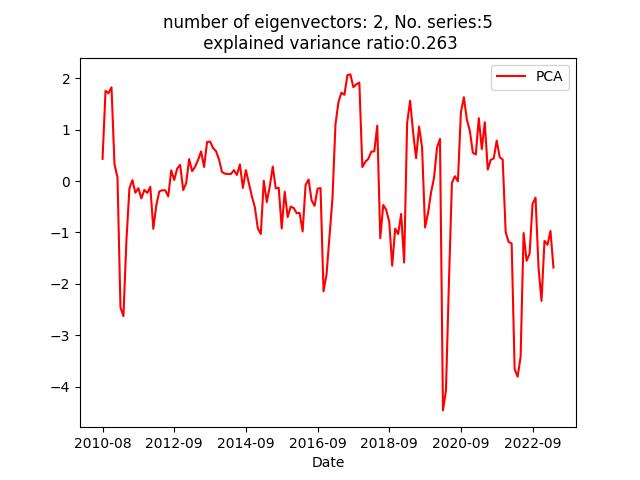 number of eigenvectors: 2, No. series:5
explained variance ratio:0.263
PCA
2
1
0
−1
−2
−3
−4
2010-08 2012-09 2014-09 2016-09 2018-09 2020-09 2022-09
Date